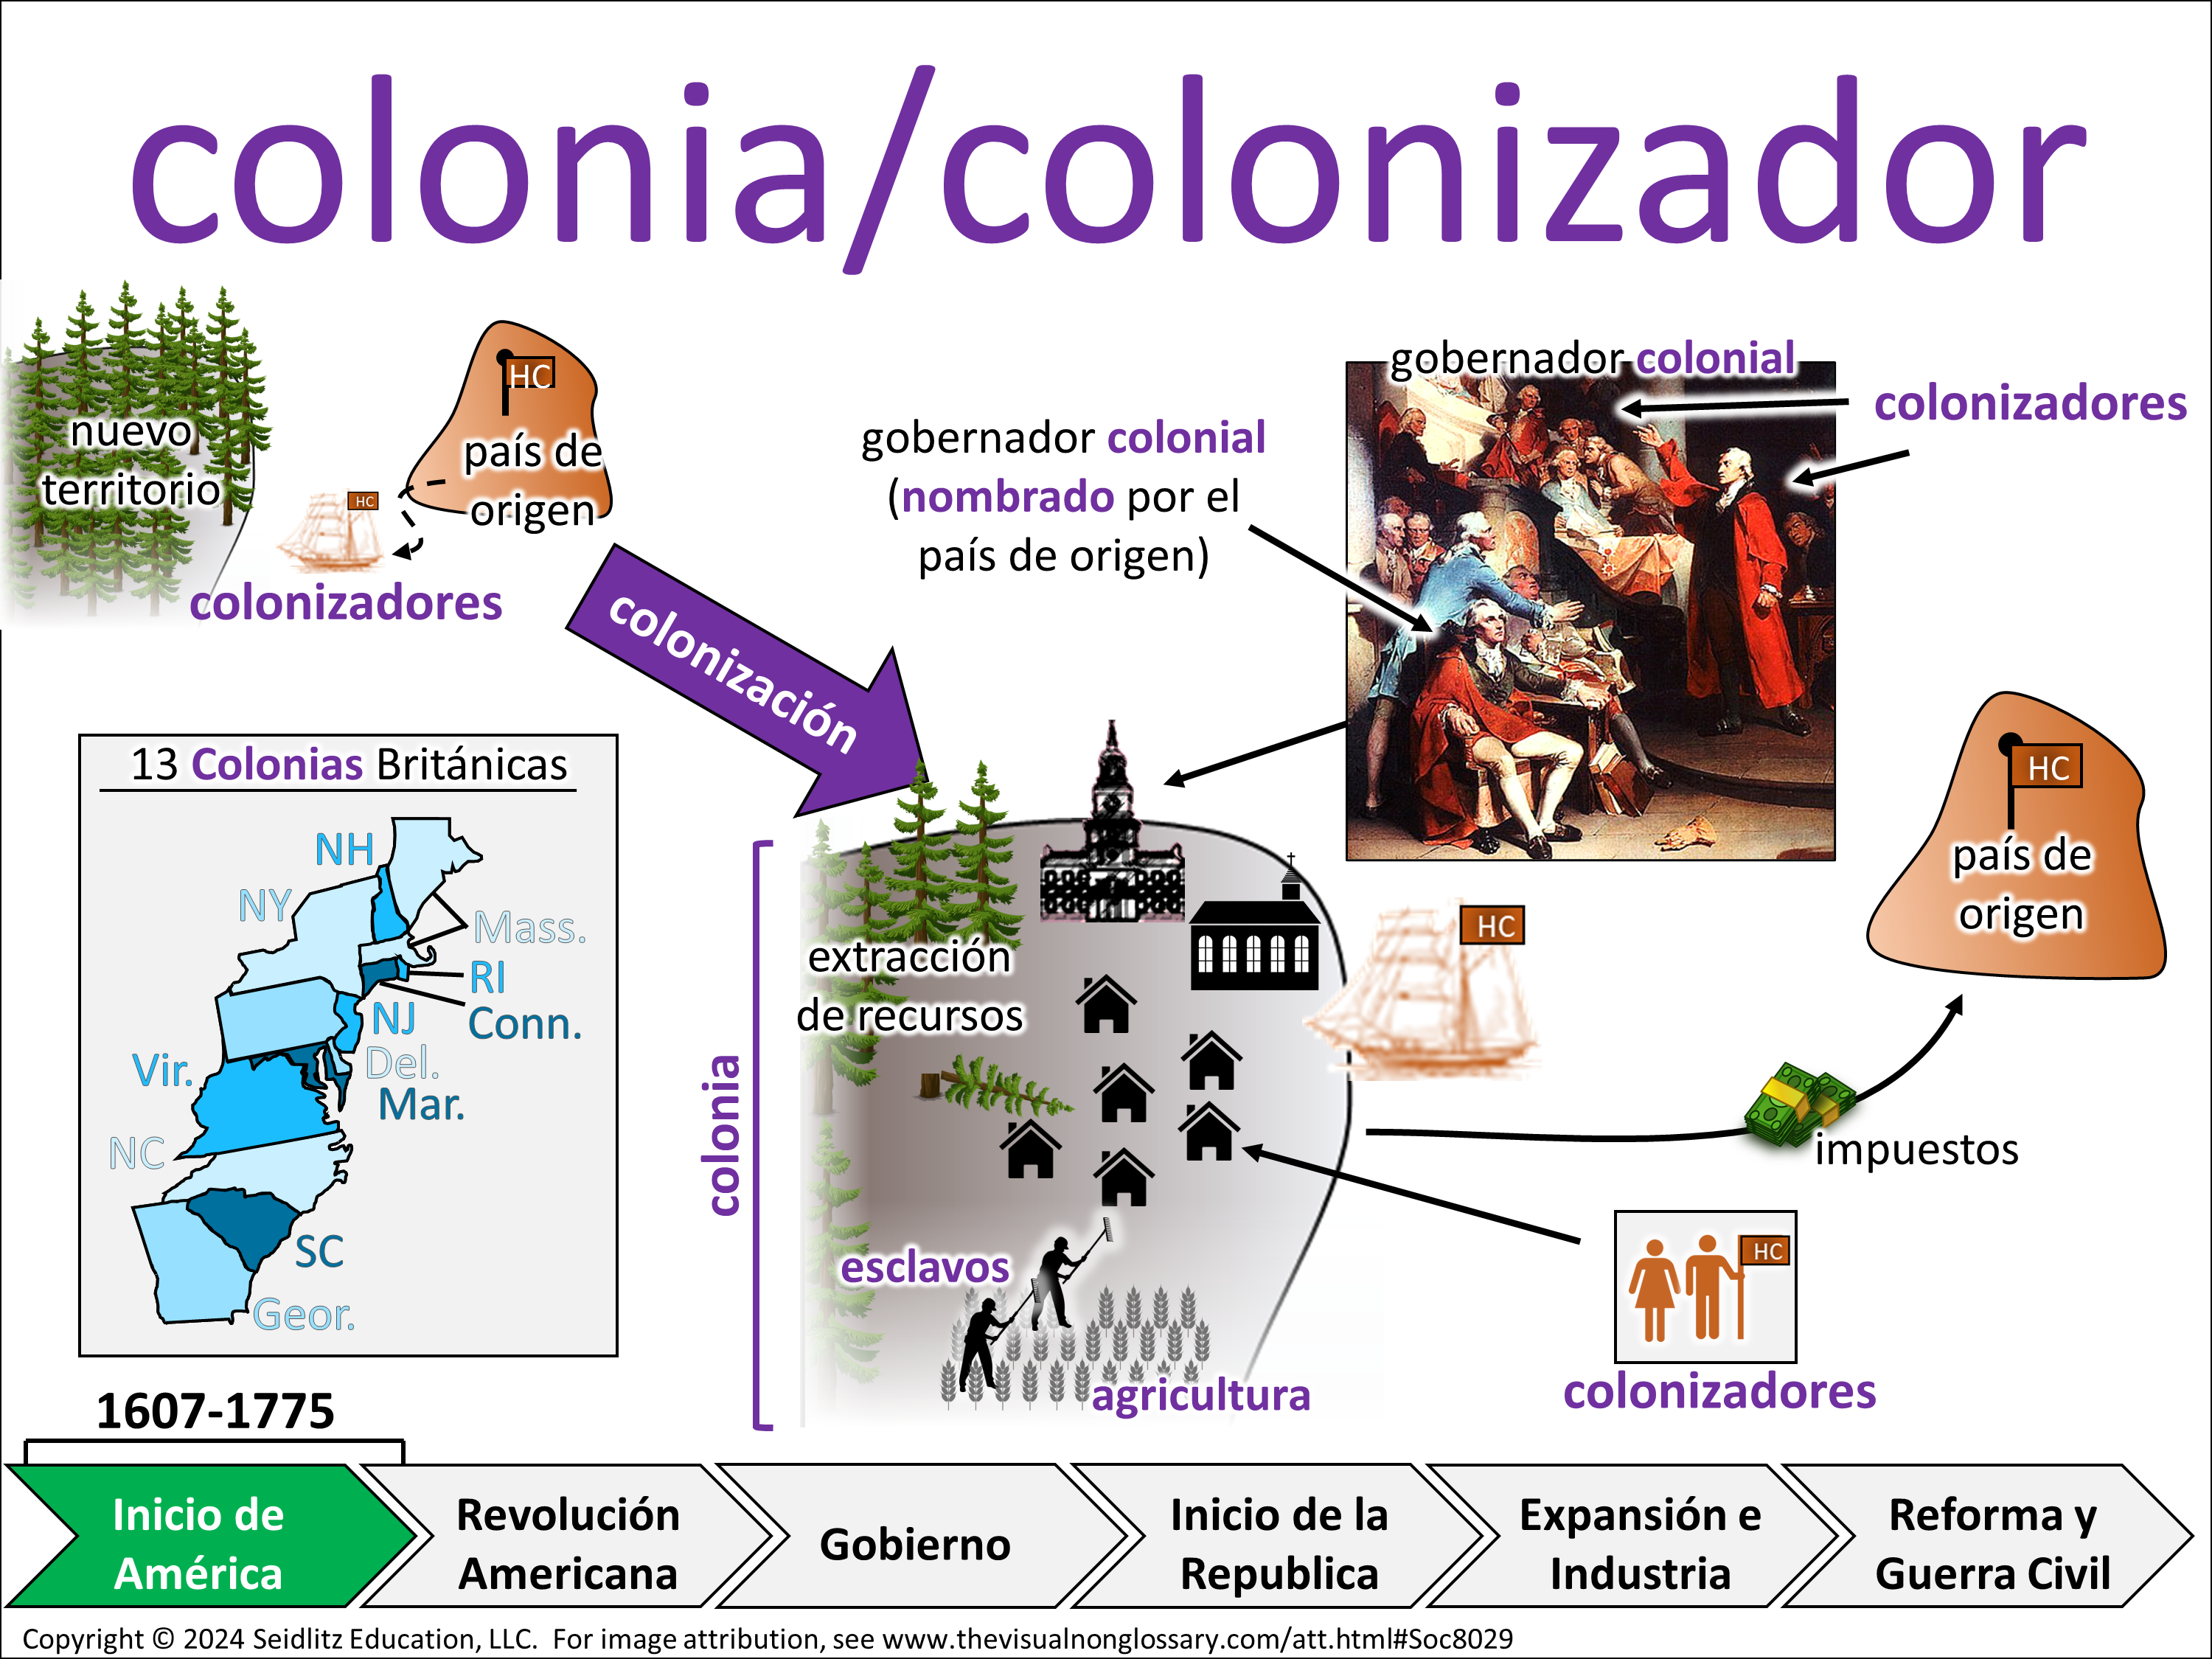 colonia/colonizador
nuevo
territorio
HC
país de
origen
HC
colonizadores
colonización
gobernador colonial
(nombrado por el
país de origen)
gobernador colonial
colonizadores
13 Colonias Británicas
NH
NY
Mass.
RI
NJ
Conn.
Del.
Vir.
Mar.
NC
SC
Geor.
colonia
extracción
de recursos
esclavos
agricultura
HC
HC
país de
origen
impuestos
HC
colonizadores
1607-1775
Inicio de
América
Revolución
Americana
Gobierno
Inicio de la
Republica
Expansión e
Industria
Reforma y
Guerra Civil
Copyright © 2024 Seidlitz Education, LLC.  For image attribution, see www.thevisualnonglossary.com/att.html#Soc8029